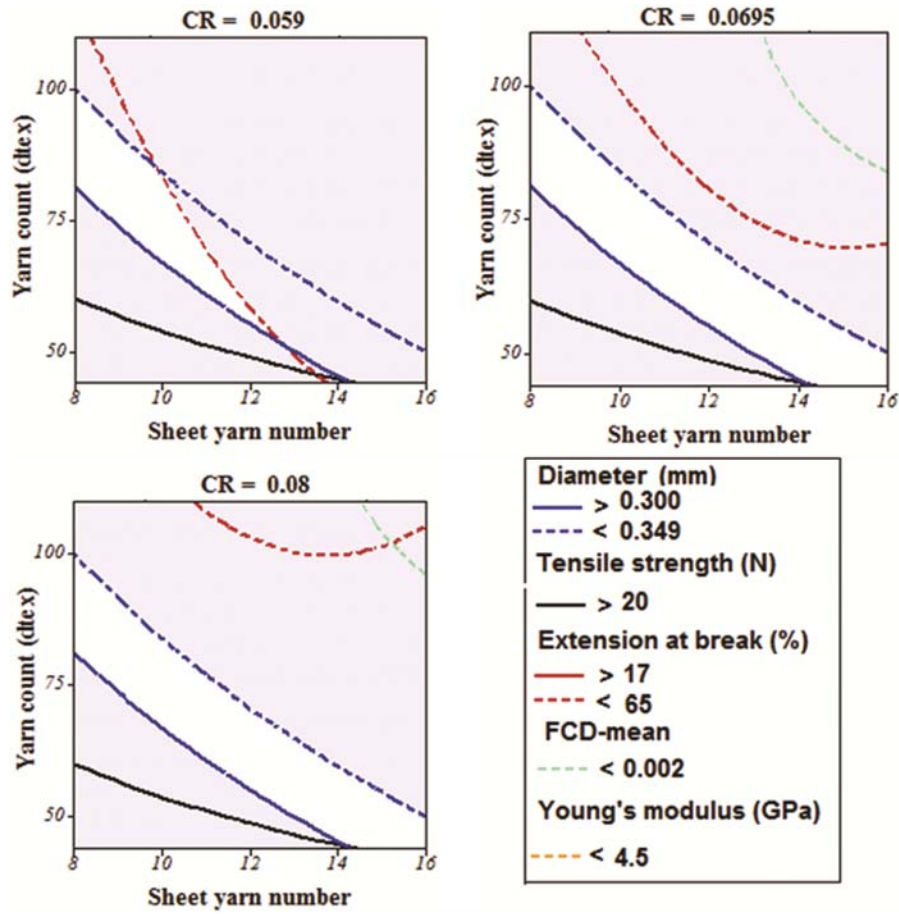 CR = 0.059
100
75
50
8 10 12 14 16
Yarn count (dtex)
Sheet yarn number
CR = 0.0695
100
75
50
8 10 12 14 16
Yarn count (dtex)
Sheet yarn number
CR = 0.08
100
75
50
8 10 12 14 16
Yarn count (dtex)
Sheet yarn number
Diameter (mm)
> 0.300
< 0.349
Tensile strength (N)
> 20
Extension at break (%)
> 17
< 65
FCD-mean
< 0.002
Young's modulus (GPa)
< 4.5